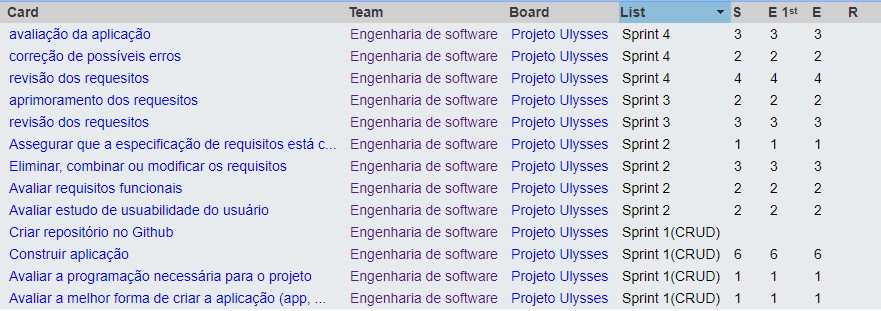 Card Team Board List S E 1st E R
avaliação da aplicação Engenharia de software Projeto Ulysses Sprint 4 3 3 3
correção de possíveis erros Engenharia de software Projeto Ulysses Sprint 4 2 2 2
revisão dos requesitos Engenharia de software Projeto Ulysses Sprint 4 4 4 4
aprimoramento dos requesitos Engenharia de software Projeto Ulysses Sprint 3 2 2 2
revisão dos requesitos Engenharia de software Projeto Ulysses Sprint 3 3 3 3
Assegurar que a especificação de requisitos está c... Engenharia de software Projeto Ulysses Sprint 2 1 1 1
Eliminar, combinar ou modificar os requisitos Engenharia de software Projeto Ulysses Sprint 2 3 3 3
Avaliar requisitos funcionais Engenharia de software Projeto Ulysses Sprint 2 2 2 2
Avaliar estudo de usuabilidade do usuário Engenharia de software Projeto Ulysses Sprint 2 2 2 2
Criar repositório no Github Engenharia de software Projeto Ulysses Sprint 1(CRUD)
Construir aplicação Engenharia de software Projeto Ulysses Sprint 1(CRUD) 6 6 6
Avaliar a programação necessária para o projeto Engenharia de software Projeto Ulysses Sprint 1(CRUD) 1 1 1
Avaliar a melhor forma de criar a aplicação (app, ... Engenharia de software Projeto Ulysses Sprint 1(CRUD) 1 1 1